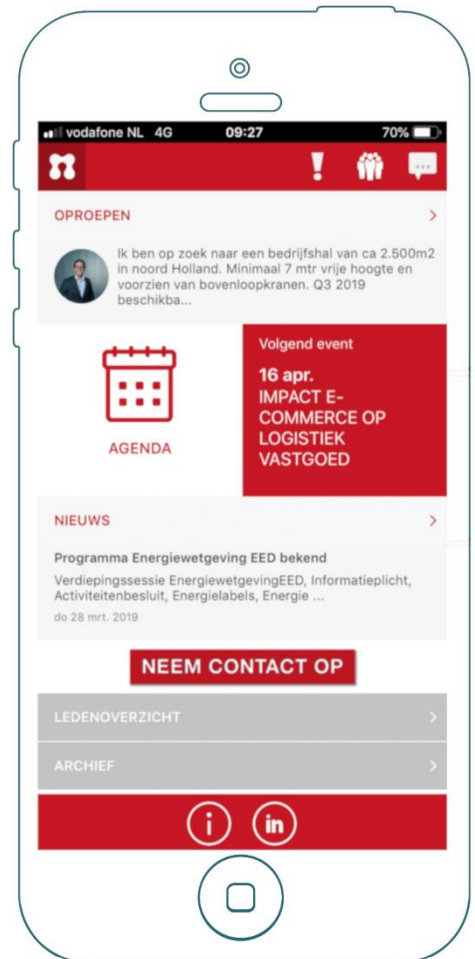 vodafone NL 4G 09:27 70%
OPROEPEN
Ik ben op zoek naar een bedrijfshal van ca 2.500m2
in noord Holland. Minimaal 7 mtr vrije hoogte en
voorzien van bovenloopkranen. Q3 2019
beschikba...
AGENDA
Volgend event
16 apr.
IMPACT E-
COMMERCE OP
LOGISTIEK
VASTGOED
NIEUWS
Programma Energiewetgeving EED bekend
Verdiepingssessie EnergiewetgevingEED, Informatieplicht,
Activiteitenbesluit, Energielabels, Energie ...
do 28 mrt. 2019
NEEM CONTACT OP
LEDENOVERZICHT
ARCHIEF
i in